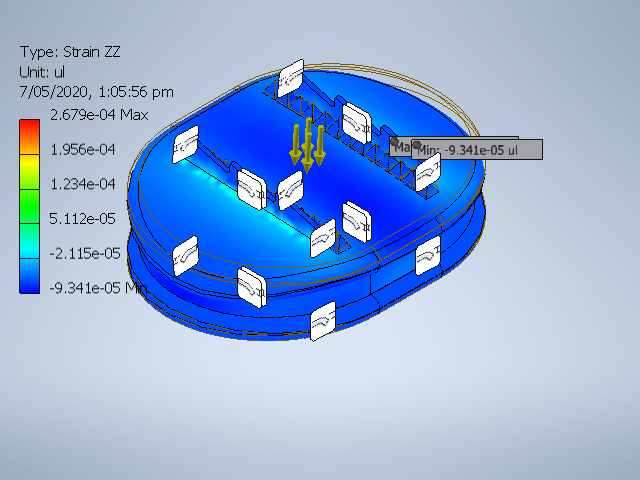 Type: Strain ZZ
Unit: ul
7/05/2020, 1:05:56 pm
2.679e-04 Max
1.956e-04
1.234e-04
5.112e-05
-2.115e-05
-9.341e-05 Min
Min: -9.341e-05 ul